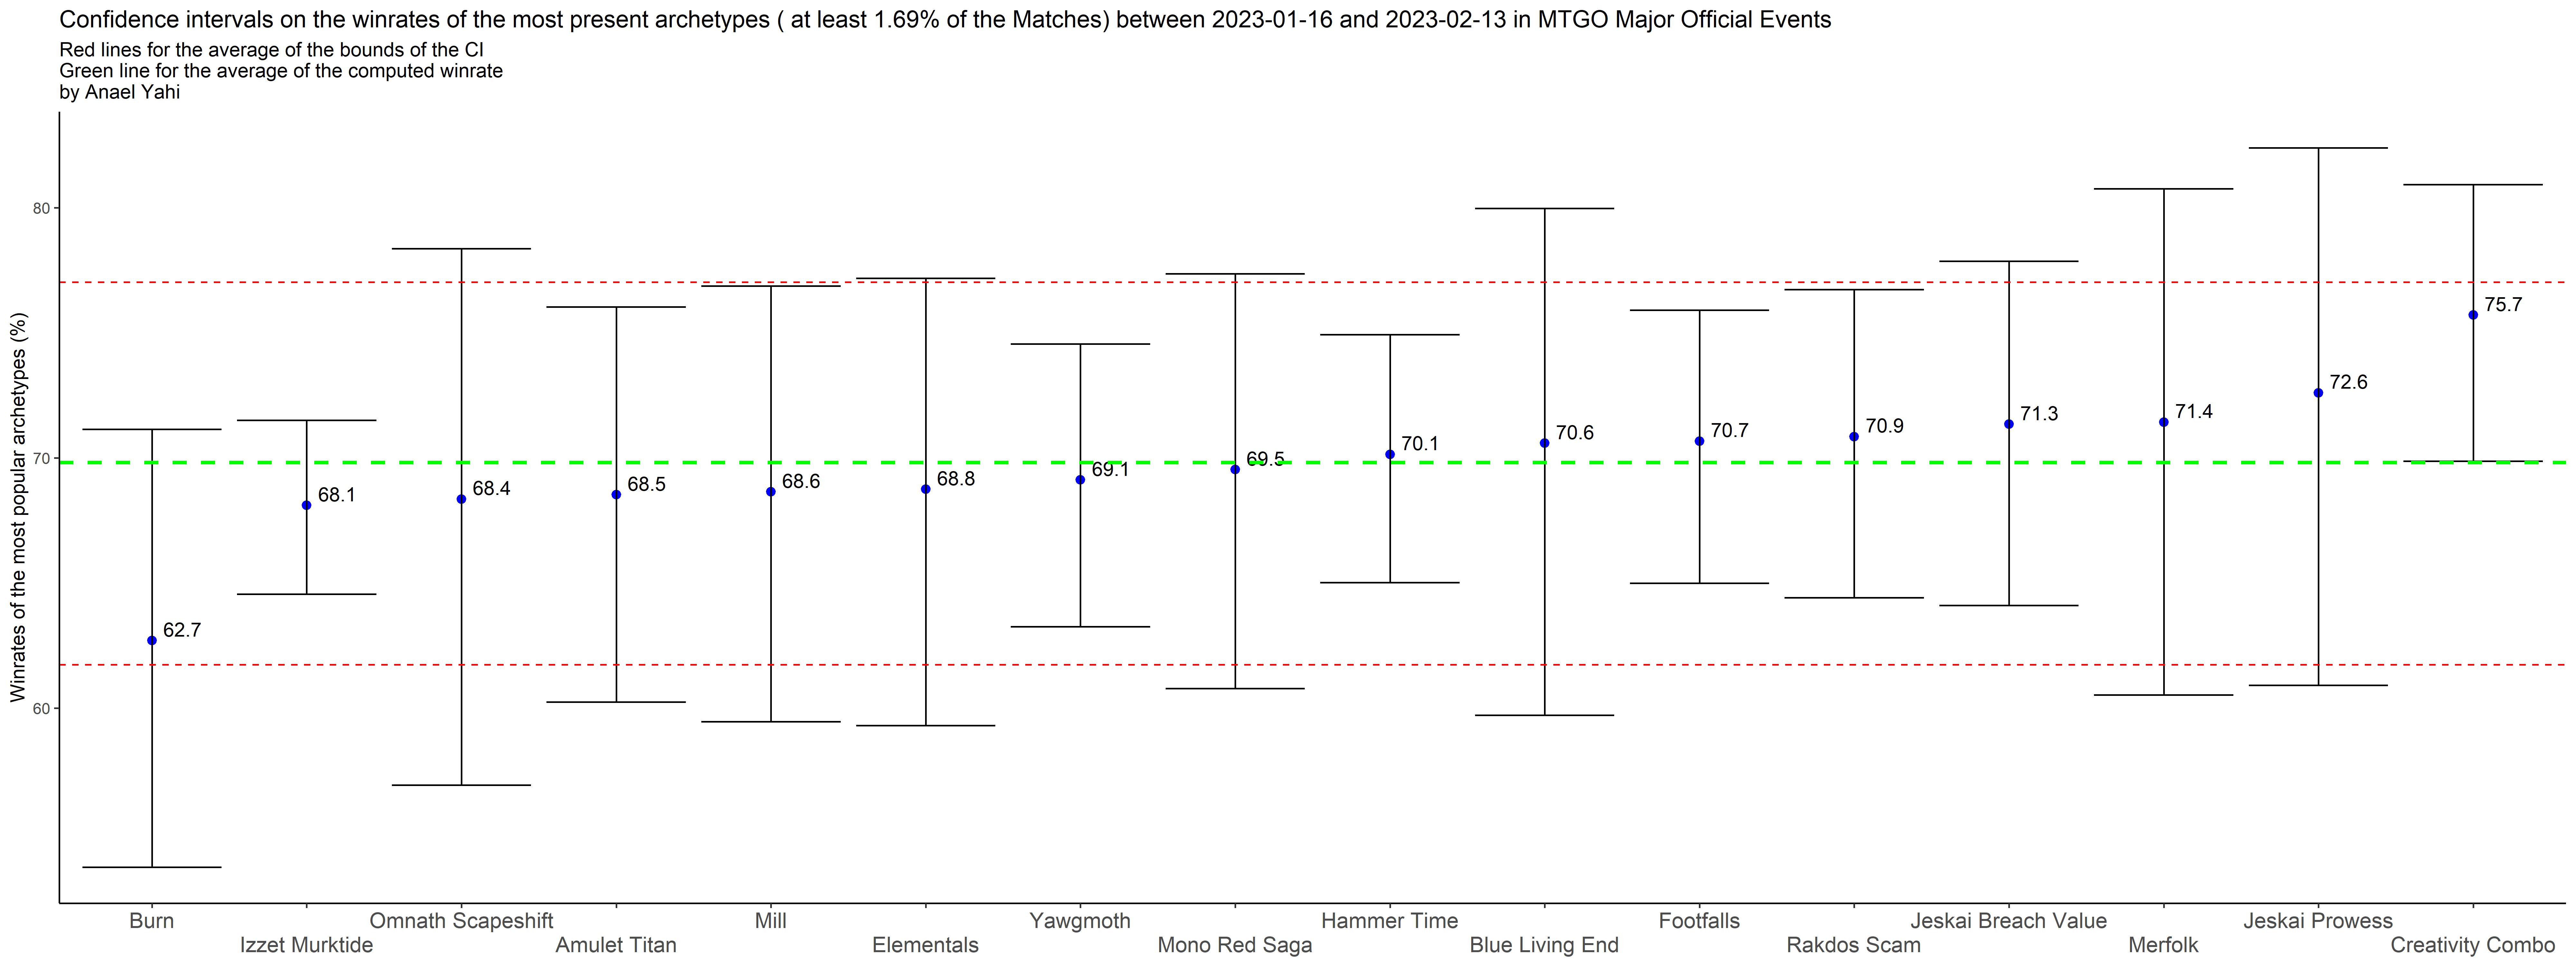 Confidence intervals on the winrates of the most present archetypes ( at least 1.69% of the Matches) between 2023-01-16 and 2023-02-13 in MTGO Major Official Events
Red lines for the average of the bounds of the CI
Green line for the average of the computed winrate
by Anael Yahi
Winrates of the most popular archetypes (%)
80
70
60
62.7
68.1
68.4
68.5
68.6
68.8
69.1
69.5
70.1
70.6
70.7
70.9
71.3
71.4
72.6
75.7
Burn
Izzet Murktide
Omnath Scapeshift
Amulet Titan
Mill
Elementals
Yawgmoth
Mono Red Saga
Hammer Time
Blue Living End
Footfalls
Rakdos Scam
Jeskai Breach Value
Merfolk
Jeskai Prowess
Creativity Combo